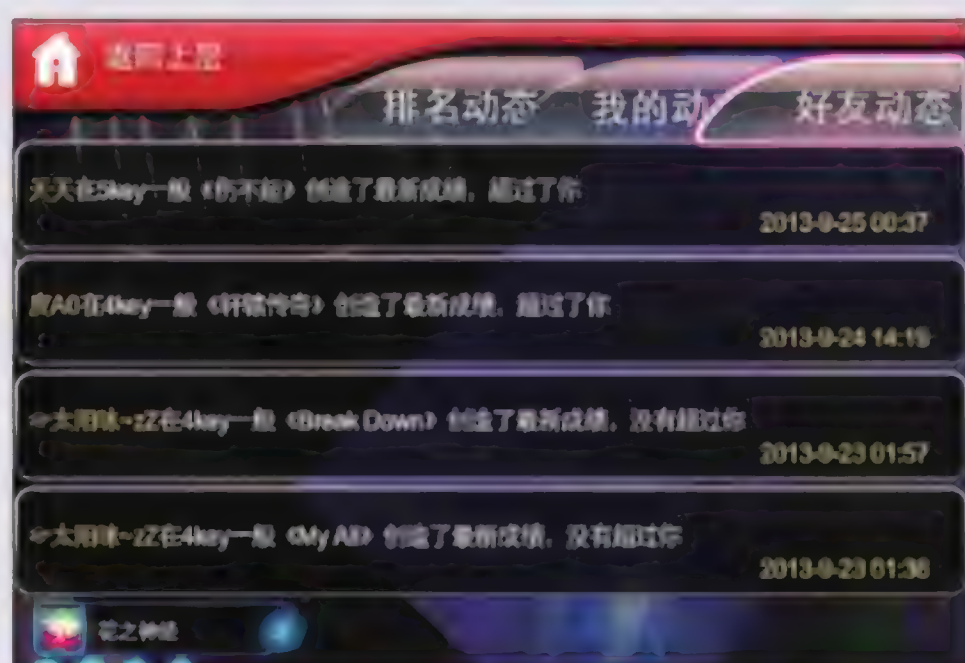 返回上层
排名动态 我的动 好友动态
天天在5key一般《伤不起》创造了最新成绩，超过了你
2013-9-25 00:37
在4key一般《 传奇》创造了最新成绩，超过了你
2013-9-24 14:19
太阳味~zZ在4key一般《Break Down》创造了最新成绩，没有超过你
2013-9-23 01:57
太阳味~zZ在4key一般《My All》创造了最新成绩，没有超过你
2013-9-23 01:38
花之神